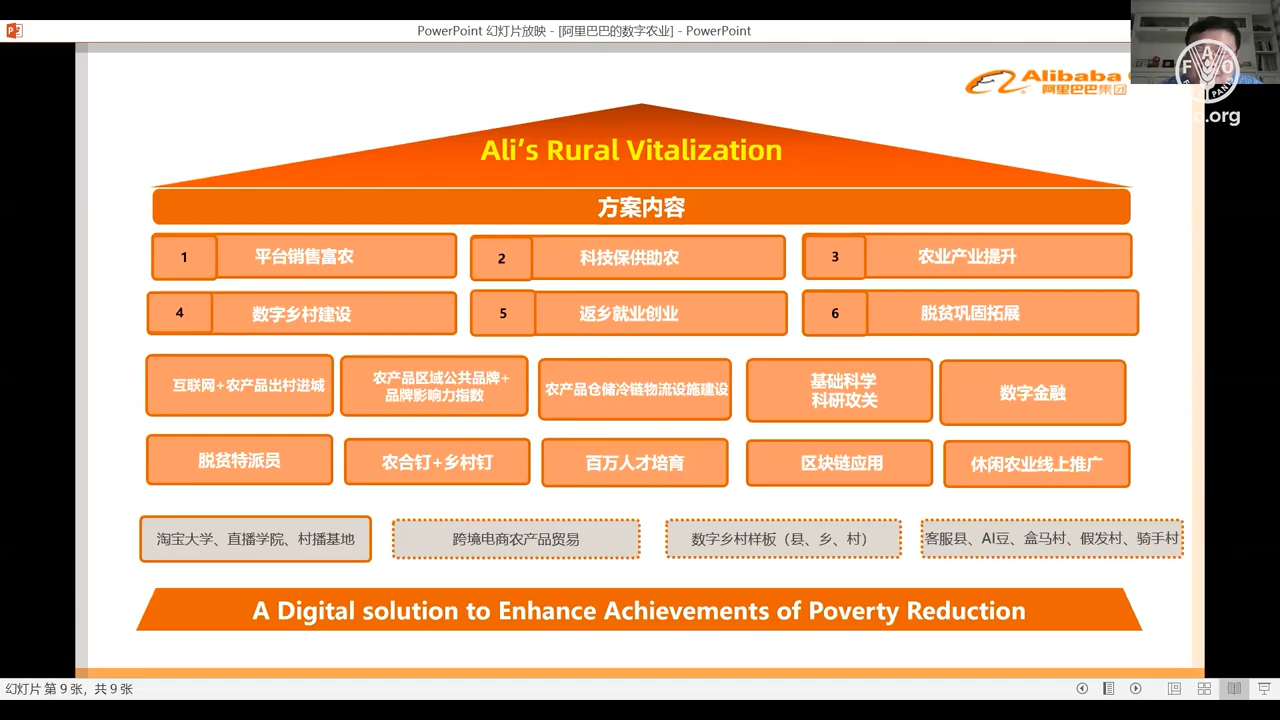 PowerPoint 幻灯片放映 - [阿里巴巴的数字农业] - PowerPoint
Alibaba
阿里巴巴集团
FAO
PANIS
.org
Ali’s Rural Vitalization
方案内容
1 平台销售富农
2 科技保供助农
3 农业产业提升
4 数字乡村建设
5 返乡就业创业
6 脱贫巩固拓展
互联网+农产品出村进城
农产品区域公共品牌+
品牌影响力指数
农产品仓储冷链物流设施建设
基础科学
科研攻关
数字金融
脱贫特派员
农合钉+乡村钉
百万人才培育
区块链应用
休闲农业线上推广
淘宝大学、直播学院、村播基地
跨境电商农产品贸易
数字乡村样板（县、乡、村）
客服县、AI豆、盒马村、假发村、骑手村
A Digital solution to Enhance Achievements of Poverty Reduction
幻灯片 第 9 张，共 9 张